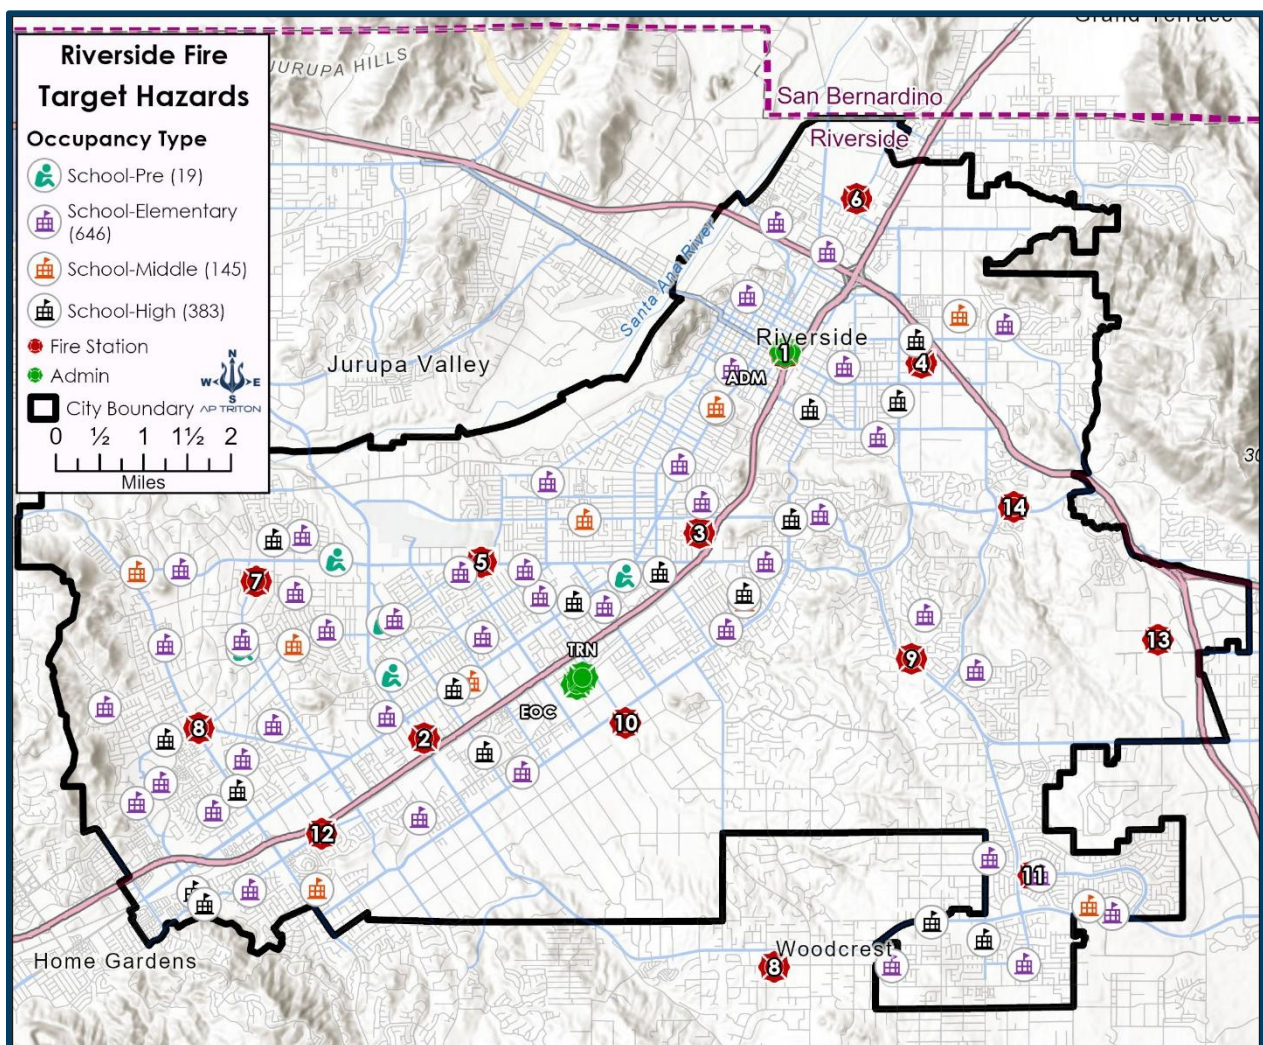 Grand Terrace
Riverside Fire
Target Hazards
Occupancy Type
School-Pre (19)
School-Elementary
(646)
School-Middle (145)
School-High (383)
Fire Station
Admin
City Boundary
N
W E
S
AP TRITON
0 ½ 1 1½ 2
Miles
JURUPA HILLS
San Bernardino
Riverside
6
Santa Ana River
Riverside
1
ADM
4
Jurupa Valley
30
14
3
5
7
13
9
TRN
EOC
10
8
2
12
11
Woodcrest
8
Home Gardens